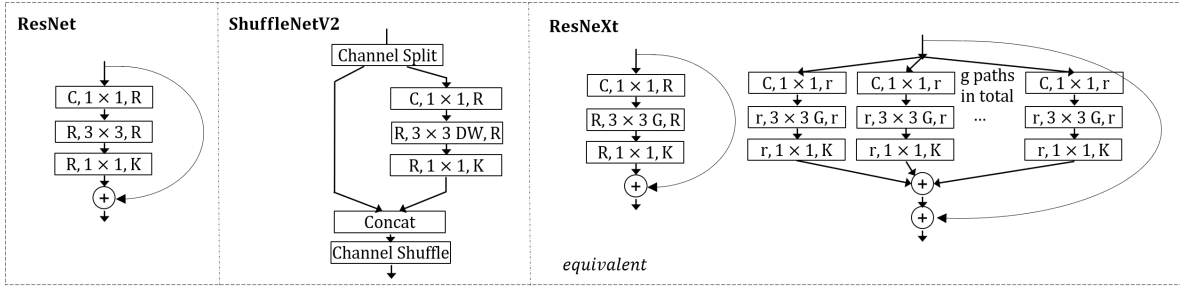 ResNet
C, 1 × 1, R
R, 3 × 3, R
R, 1 × 1, K
+
ShuffleNetV2
Channel Split
C, 1 × 1, R
R, 3 × 3 DW, R
R, 1 × 1, K
Concat
Channel Shuffle
ResNeXt
C, 1 × 1, R
R, 3 × 3 G, R
R, 1 × 1, K
+
C, 1 × 1, r
r, 3 × 3 G, r
r, 1 × 1, K
C, 1 × 1, r
r, 3 × 3 G, r
r, 1 × 1, K
g paths
in total
...
C, 1 × 1, r
r, 3 × 3 G, r
r, 1 × 1, K
+
+
equivalent